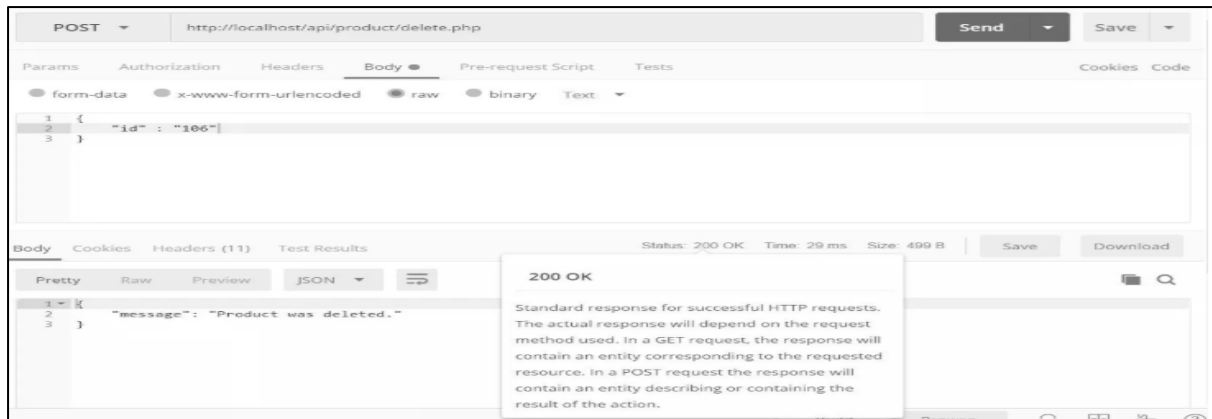 POST http://localhost/api/product/delete.php Send Save
Params Authorization Headers Body Pre-request Script Tests Cookies Code
form-data x-www-form-urlencoded raw binary Text
1 {
2 "id" : "106"
3 }
Body Cookies Headers (11) Test Results Status: 200 OK Time: 29 ms Size: 499 B Save Download
Pretty Raw Preview JSON
1 {
2 "message": "Product was deleted."
3 }
200 OK
Standard response for successful HTTP requests.
The actual response will depend on the request
method used. In a GET request, the response will
contain an entity corresponding to the requested
resource. In a POST request the response will
contain an entity describing or containing the
result of the action.